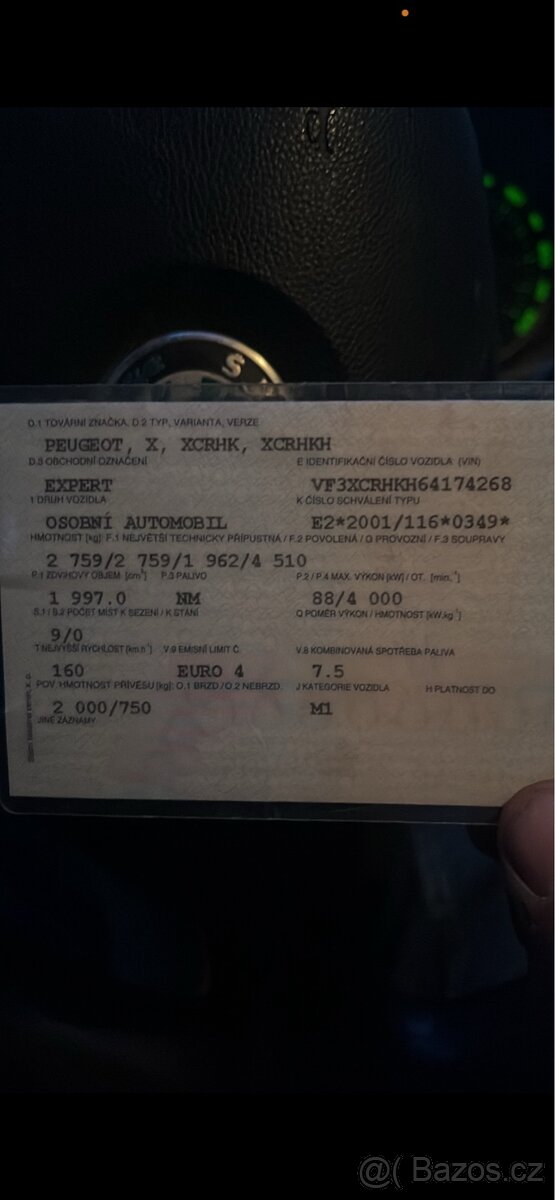 Š
D.1 TOVÁRNÍ ZNAČKA, D.2 TYP, VARIANTA, VERZE
PEUGEOT, X, XCRHK, XCRHKH
D.3 OBCHODNÍ OZNAČENÍ E IDENTIFIKAČNÍ ČÍSLO VOZIDLA (VIN)
EXPERT VF3XCRHKH64174268
1 DRUH VOZIDLA K ČÍSLO SCHVÁLENÍ TYPU
OSOBNÍ AUTOMOBIL E2*2001/116*0349*
HMOTNOST [kg] F.1 NEJVĚTŠÍ TECHNICKY PŘÍPUSTNÁ / F.2 POVOLENÁ / G PROVOZNÍ / F.3 SOUPRAVY
2 759/2 759/1 962/4 510
P.1 ZDVIHOVÝ OBJEM [cm³] P.3 PALIVO P.2 / P.4 MAX. VÝKON [kW] / OT. [min.⁻¹]
1 997.0 NM 88/4 000
S.1 / S.2 POČET MÍST K SEZENÍ / K STÁNÍ Q POMĚR VÝKON / HMOTNOST [kW.kg⁻¹]
9/0
T NEJVYŠŠÍ RYCHLOST [km.h⁻¹] V.9 EMISNÍ LIMIT Č. V.8 KOMBINOVANÁ SPOTŘEBA PALIVA
160 EURO 4 7.5
POV. HMOTNOST PŘÍVĚSU [kg]: O.1 BRZD / O.2 NEBRZD. J KATEGORIE VOZIDLA H PLATNOST DO
2 000/750 M1
JINÉ ZÁZNAMY
@( Bazos.cz